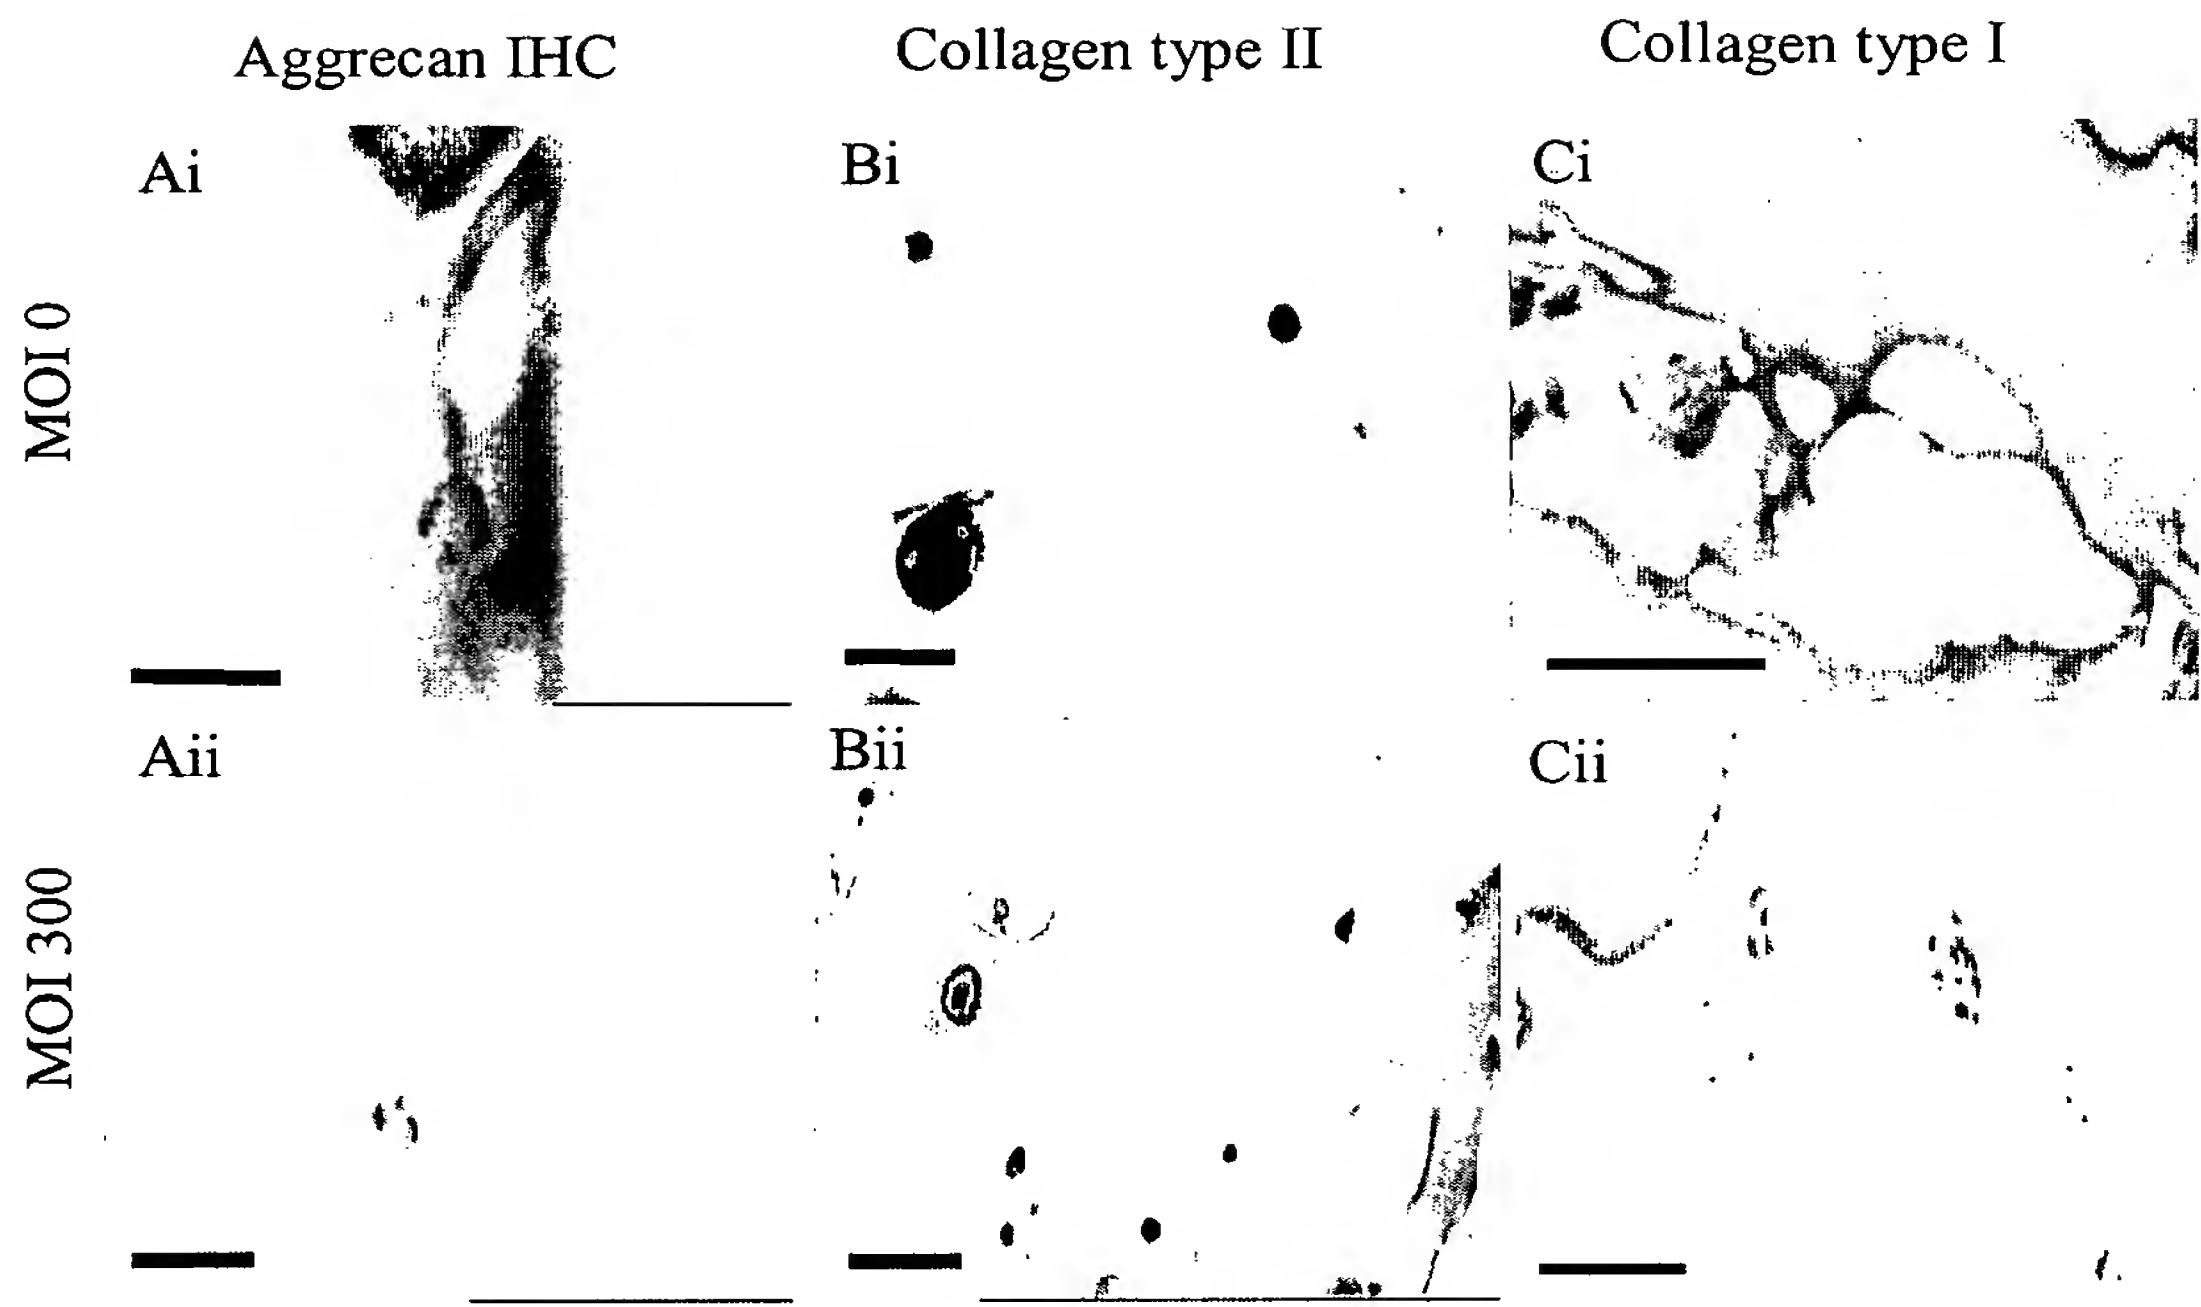 Aggrecan IHC
Collagen type II
Collagen type I
MOI 0
Ai
Bi
Ci
MOI 300
Aii
Bii
Cii